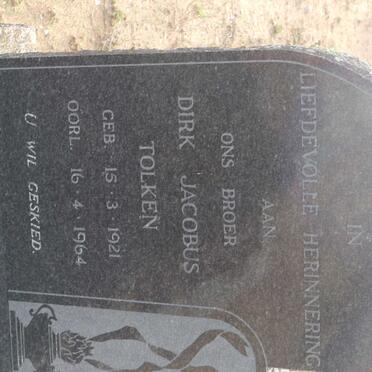 IN
LIEFDEVOLLE HERINNERING
AAN
ONS BROER
DIRK JACOBUS
TOLKEN
GEB. 15·3·1921
OORL. 16·4·1964
U WIL GESKIED.